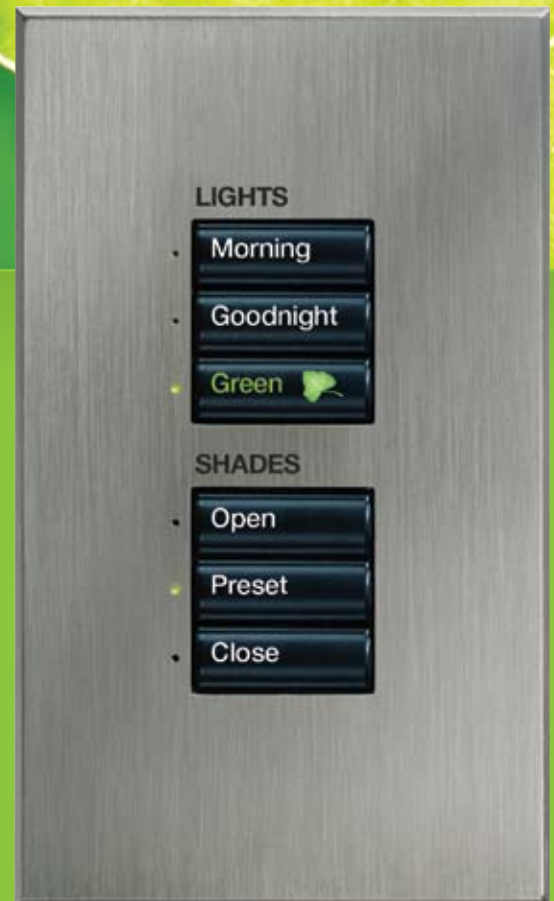 LIGHTS
Morning
Goodnight
Green
SHADES
Open
Preset
Close